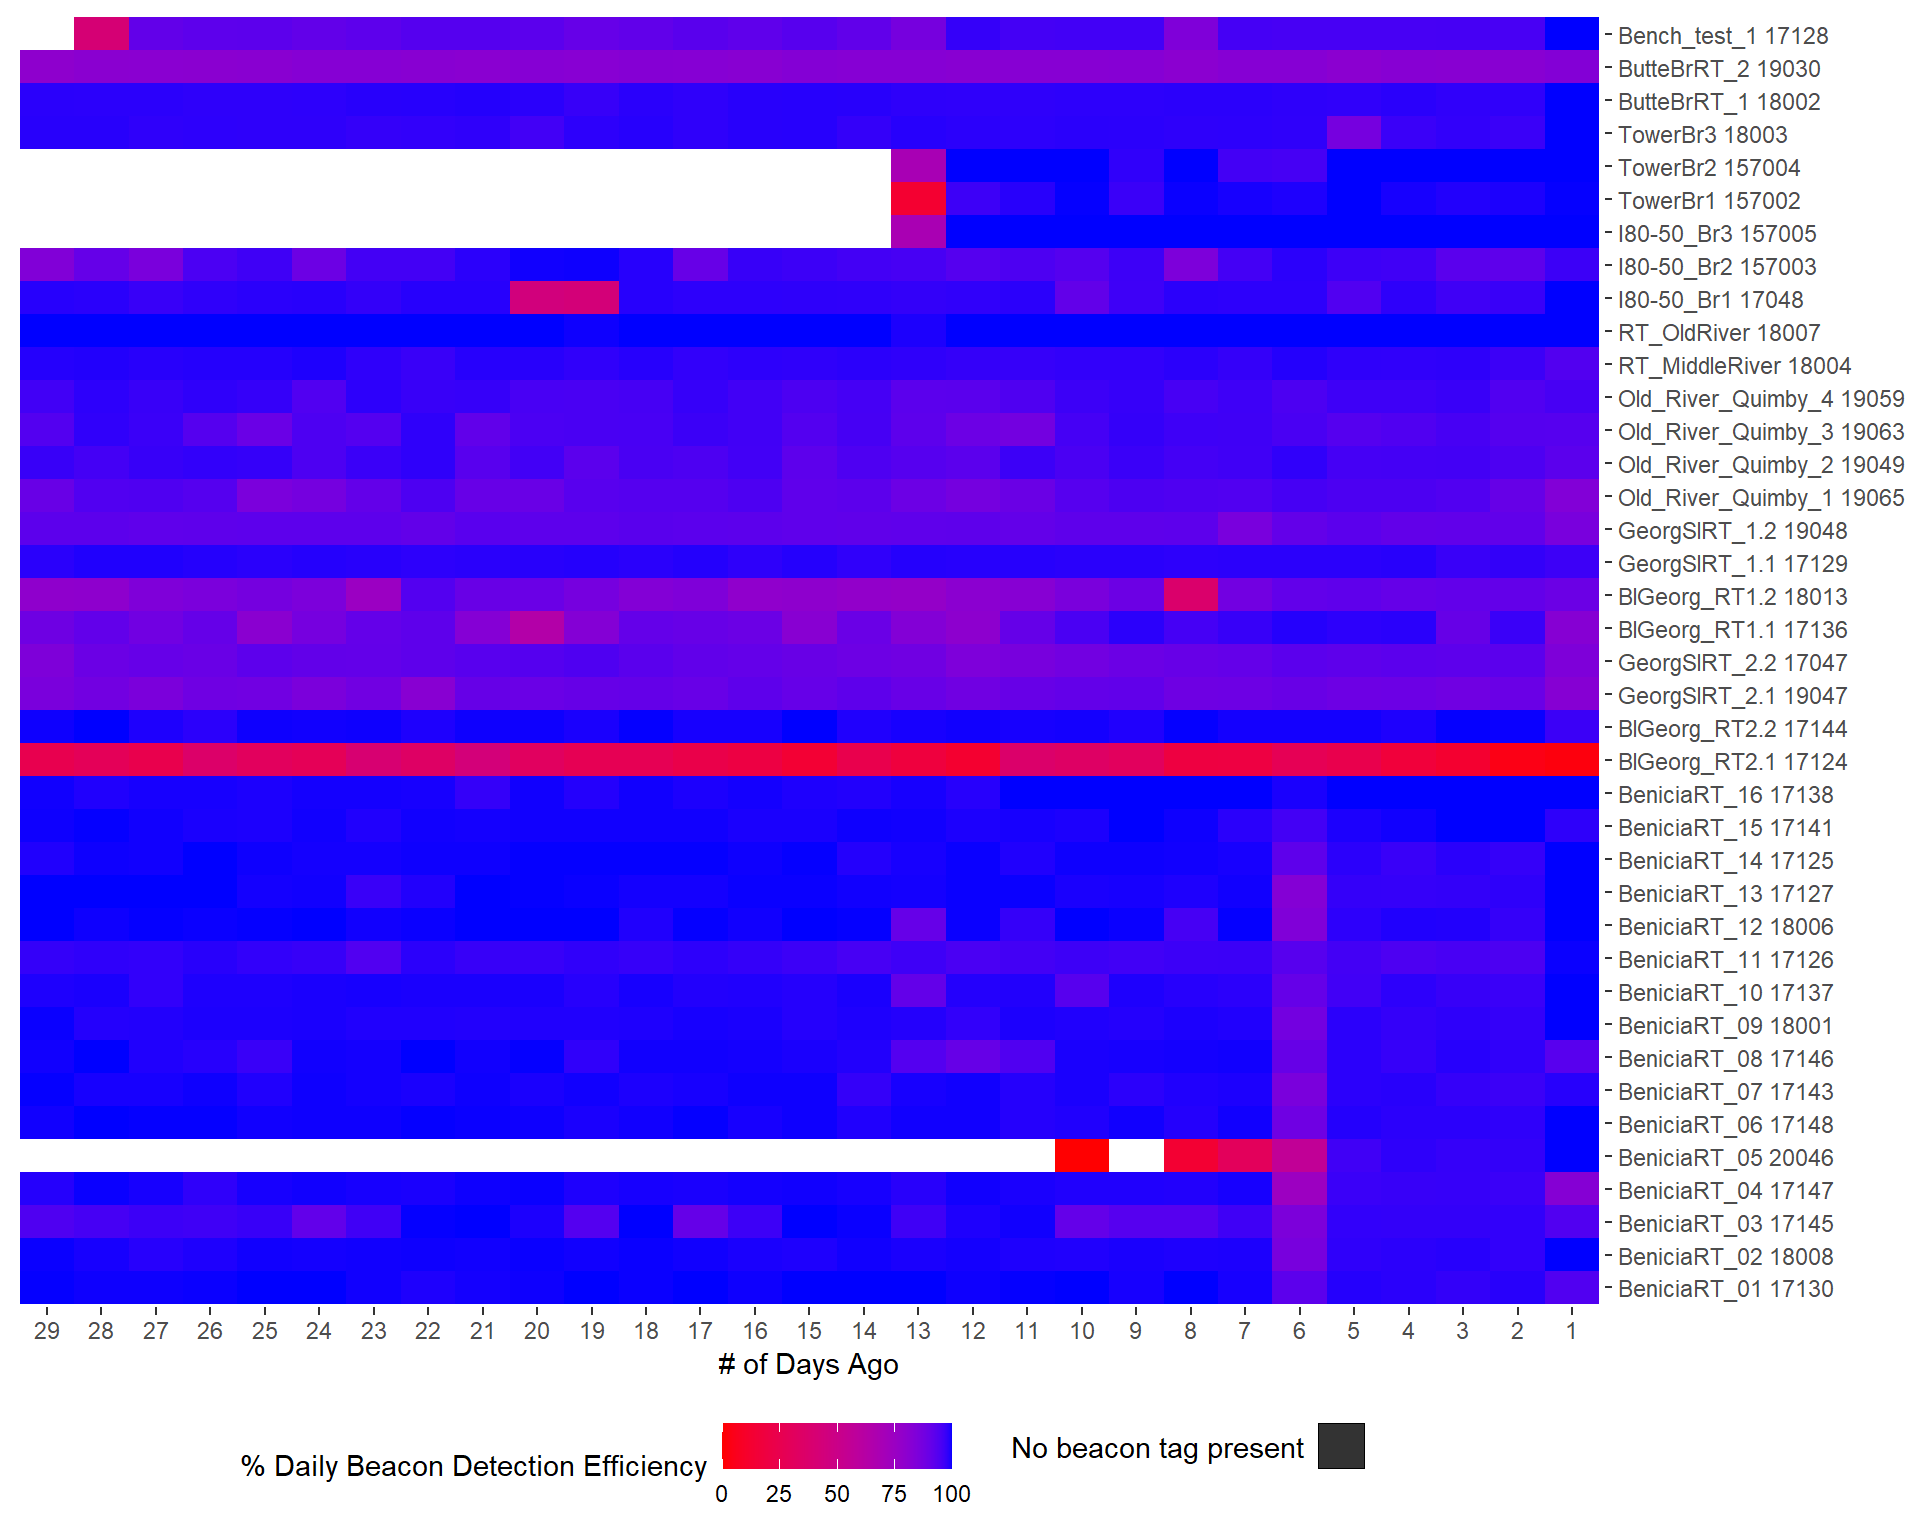 Bench_test_1 17128
ButteBrRT_2 19030
ButteBrRT_1 18002
TowerBr3 18003
TowerBr2 157004
TowerBr1 157002
I80-50_Br3 157005
I80-50_Br2 157003
I80-50_Br1 17048
RT_OldRiver 18007
RT_MiddleRiver 18004
Old_River_Quimby_4 19059
Old_River_Quimby_3 19063
Old_River_Quimby_2 19049
Old_River_Quimby_1 19065
GeorgSlRT_1.2 19048
GeorgSlRT_1.1 17129
BlGeorg_RT1.2 18013
BlGeorg_RT1.1 17136
GeorgSlRT_2.2 17047
GeorgSlRT_2.1 19047
BlGeorg_RT2.2 17144
BlGeorg_RT2.1 17124
BeniciaRT_16 17138
BeniciaRT_15 17141
BeniciaRT_14 17125
BeniciaRT_13 17127
BeniciaRT_12 18006
BeniciaRT_11 17126
BeniciaRT_10 17137
BeniciaRT_09 18001
BeniciaRT_08 17146
BeniciaRT_07 17143
BeniciaRT_06 17148
BeniciaRT_05 20046
BeniciaRT_04 17147
BeniciaRT_03 17145
BeniciaRT_02 18008
BeniciaRT_01 17130
29 28 27 26 25 24 23 22 21 20 19 18 17 16 15 14 13 12 11 10 9 8 7 6 5 4 3 2 1
# of Days Ago
% Daily Beacon Detection Efficiency
0 25 50 75 100
No beacon tag present